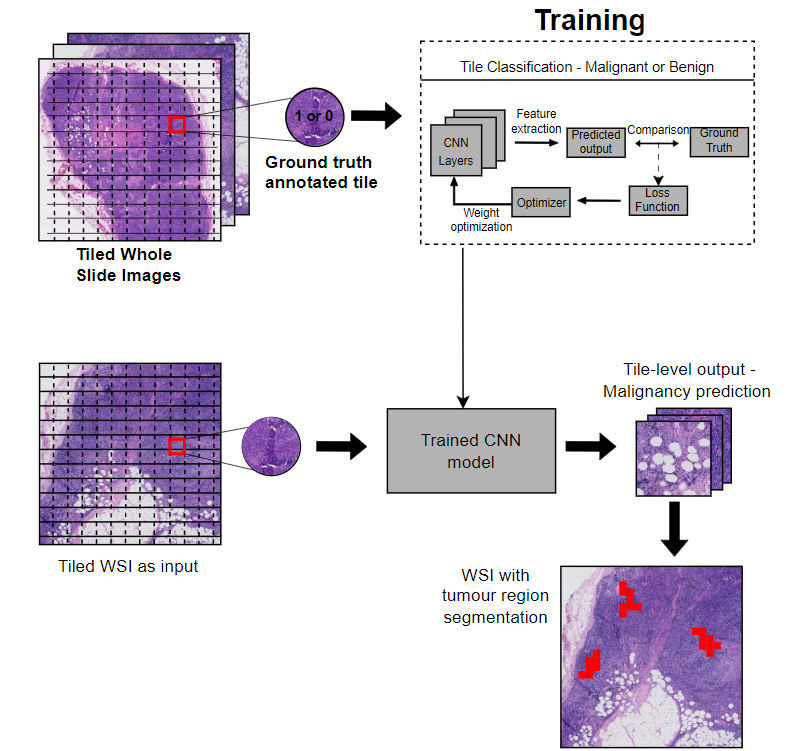 Training
Tile Classification - Malignant or Benign
1 or 0
Ground truth
annotated tile
Tiled Whole
Slide Images
CNN
Layers
Feature
extraction
Predicted
output
Comparison
Ground
Truth
Loss
Function
Optimizer
Weight
optimization
Tiled WSI as input
Trained CNN
model
Tile-level output -
Malignancy prediction
WSI with
tumour region
segmentation